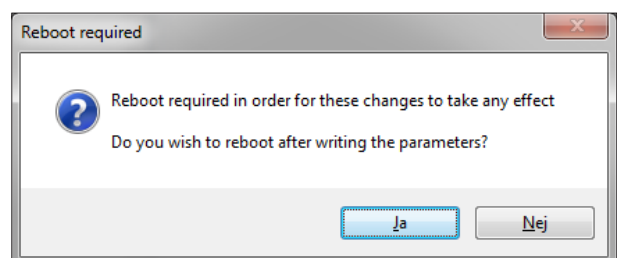 Reboot required
Reboot required in order for these changes to take any effect
Do you wish to reboot after writing the parameters?
Ja
Nej